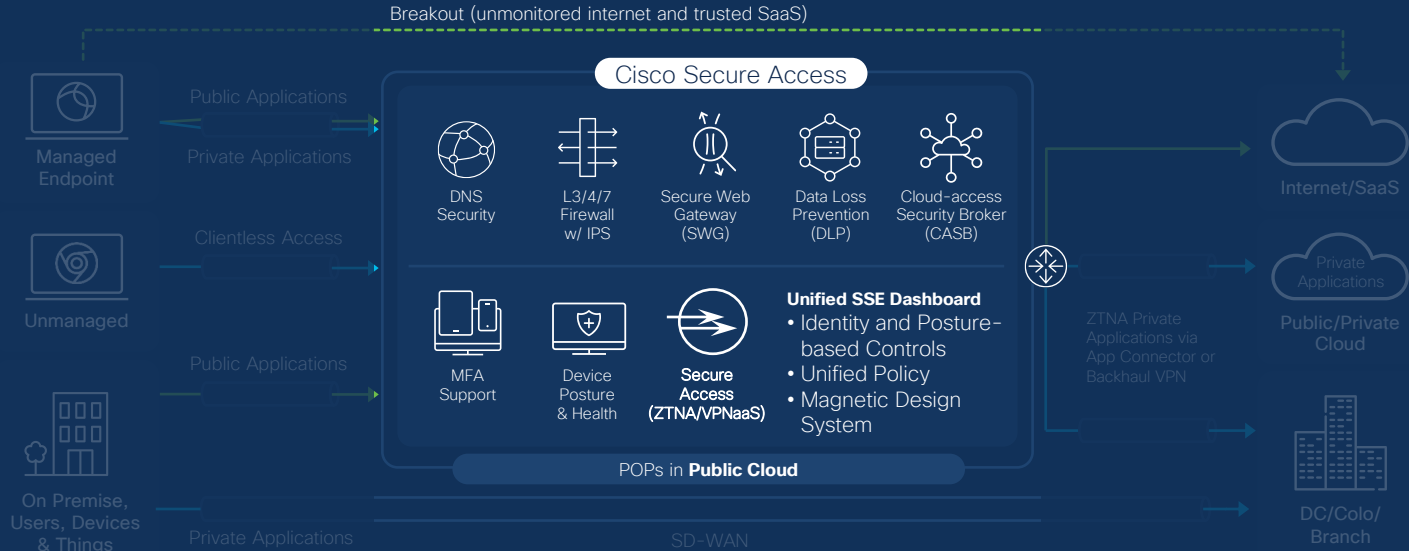 Breakout (unmonitored internet and trusted SaaS)
Cisco Secure Access
Public Applications
Private Applications
Managed
Endpoint
Clientless Access
Unmanaged
Public Applications
On Premise,
Users, Devices
& Things
Private Applications
DNS
Security
L3/4/7
Firewall
w/ IPS
Secure Web
Gateway
(SWG)
Data Loss
Prevention
(DLP)
Cloud-access
Security Broker
(CASB)
MFA
Support
Device
Posture
& Health
Secure
Access
(ZTNA/VPNaaS)
Unified SSE Dashboard
• Identity and Posture-
based Controls
• Unified Policy
• Magnetic Design
System
POPs in Public Cloud
SD-WAN
Internet/SaaS
Private
Applications
Public/Private
Cloud
ZTNA Private
Applications via
App Connector or
Backhaul VPN
DC/Colo/
Branch